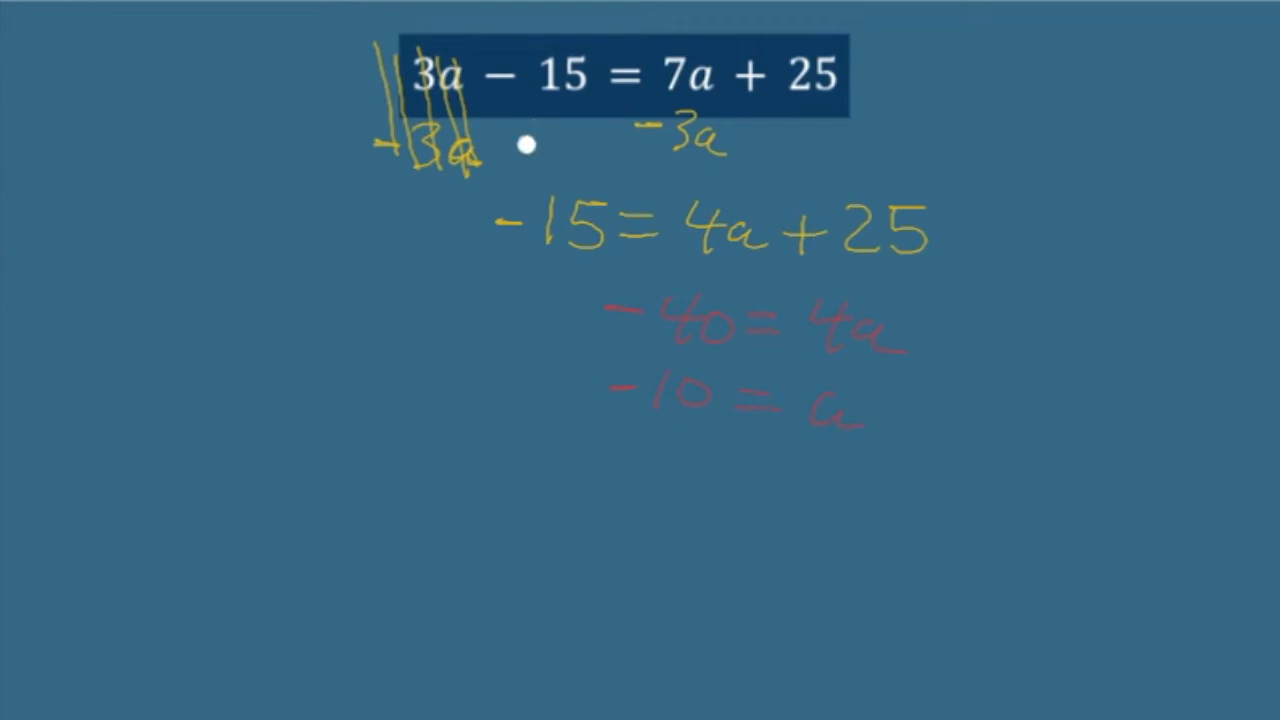 3a − 15 = 7a + 25
-3a -3a
-15=4a+25
-40=4a
-10=a